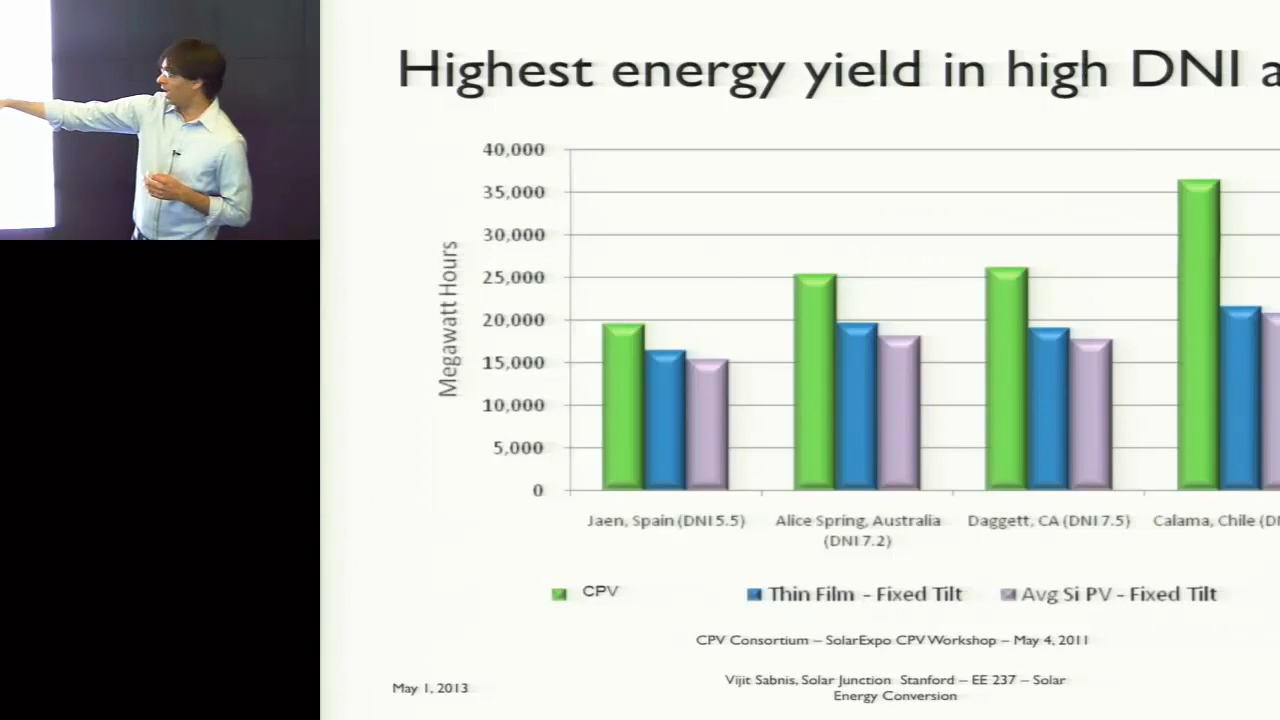 Highest energy yield in high DNI a
40,000
35,000
30,000
25,000
20,000
15,000
10,000
5,000
0
Megawatt Hours
Jaen, Spain (DNI 5.5)
Alice Spring, Australia
(DNI 7.2)
Daggett, CA (DNI 7.5)
Calama, Chile (DN
CPV
Thin Film - Fixed Tilt
Avg Si PV - Fixed Tilt
CPV Consortium – SolarExpo CPV Workshop – May 4, 2011
May 1, 2013
Vijit Sabnis, Solar Junction Stanford – EE 237 – Solar
Energy Conversion